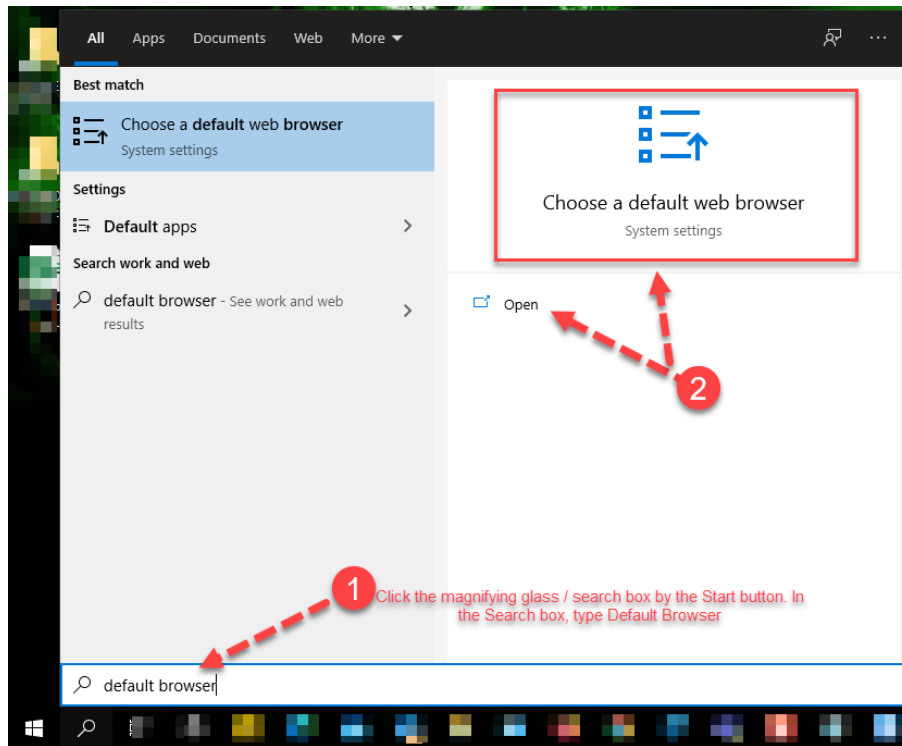 All Apps Documents Web More
Best match
Choose a default web browser
System settings
Settings
Default apps
Search work and web
default browser - See work and web
results
Choose a default web browser
System settings
Open
2
1
Click the magnifying glass / search box by the Start button. In
the Search box, type Default Browser
default browser